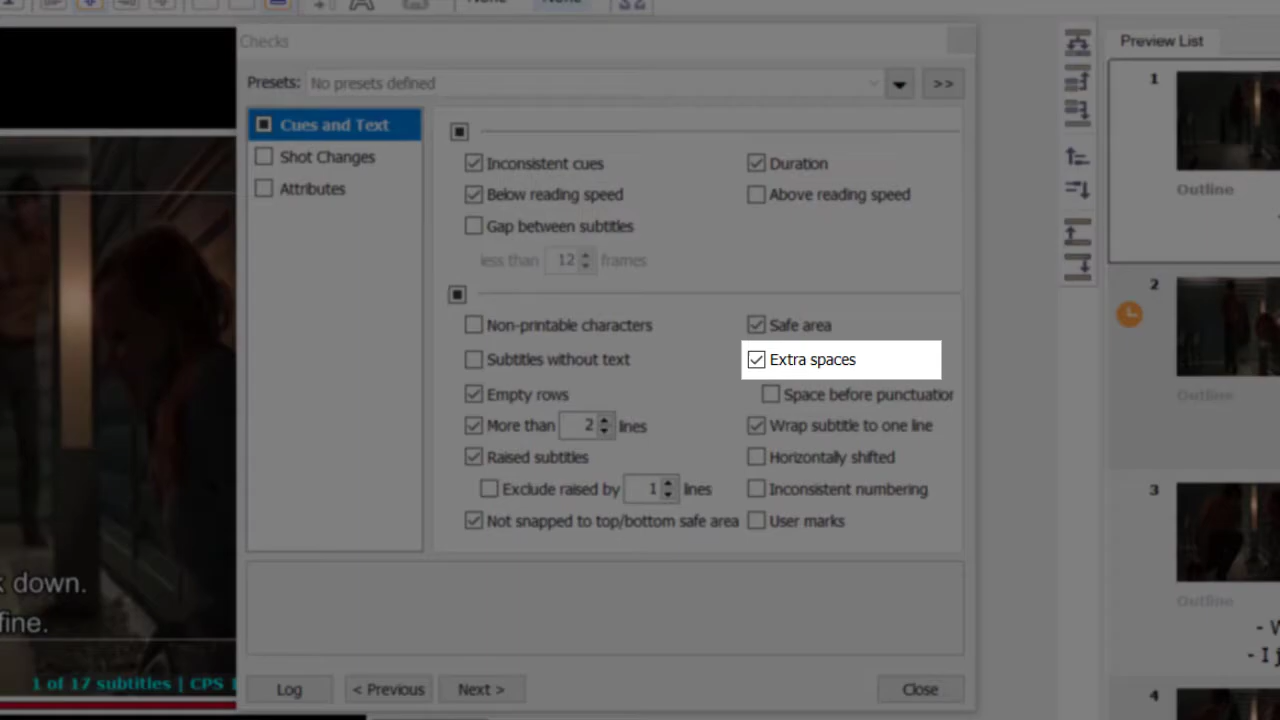 None None
Checks
Presets: No presets defined >>
Cues and Text
Shot Changes
Attributes
Inconsistent cues
Duration
Below reading speed
Above reading speed
Gap between subtitles
less than 12 frames
Non-printable characters
Safe area
Subtitles without text
Extra spaces
Empty rows
Space before punctuation
More than 2 lines
Wrap subtitle to one line
Raised subtitles
Horizontally shifted
Exclude raised by 1 lines
Inconsistent numbering
Not snapped to top/bottom safe area
User marks
Log < Previous Next > Close
down.
fine.
1 of 17 subtitles | CPS
Preview List
1
Outline
2
Outline
3
Outline
- I
4